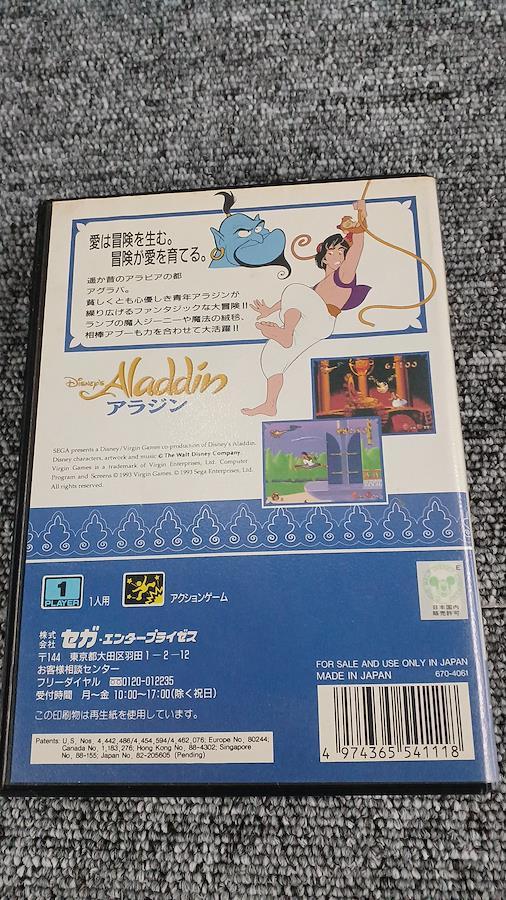 愛は冒険を生む。
冒険が愛を育てる。
遥か昔のアラビアの都
アグラバ。
貧しくとも心優しき青年アラジンが
繰り広げるファンタジックな大冒険!!
ランプの魔人ジーニーや魔法の絨毯、
相棒アブーも力を合わせて大活躍!!
DISNEY'S Aladdin
アラジン
61:00
SEGA presents a Disney/Virgin Games co-production of Disney's Aladdin.
Disney characters, artwork and music © The Walt Disney Company.
Virgin Games is a trademark of Virgin Enterprises, Ltd. Computer
Program and Screens © 1993 Virgin Games. © 1993 Sega Enterprises, Ltd.
All rights reserved.
1 PLAYER 1人用 アクションゲーム
E
日本国内
販売許可
株式会社 セガ・エンタープライゼス
〒144 東京都大田区羽田1-2-12
お客様相談センター
フリーダイヤル 0120-012235
受付時間 月~金 10:00~17:00(除く祝日)
この印刷物は再生紙を使用しています。
FOR SALE AND USE ONLY IN JAPAN
MADE IN JAPAN 670-4061
Patents: U.S. Nos. 4,442,486/4,454,594/4,462,076; Europe No. 80244;
Canada No. 1,183,276; Hong Kong No. 88-4302; Singapore
No. 88-155; Japan No. 82-205605 (Pending)
4 974365 541118